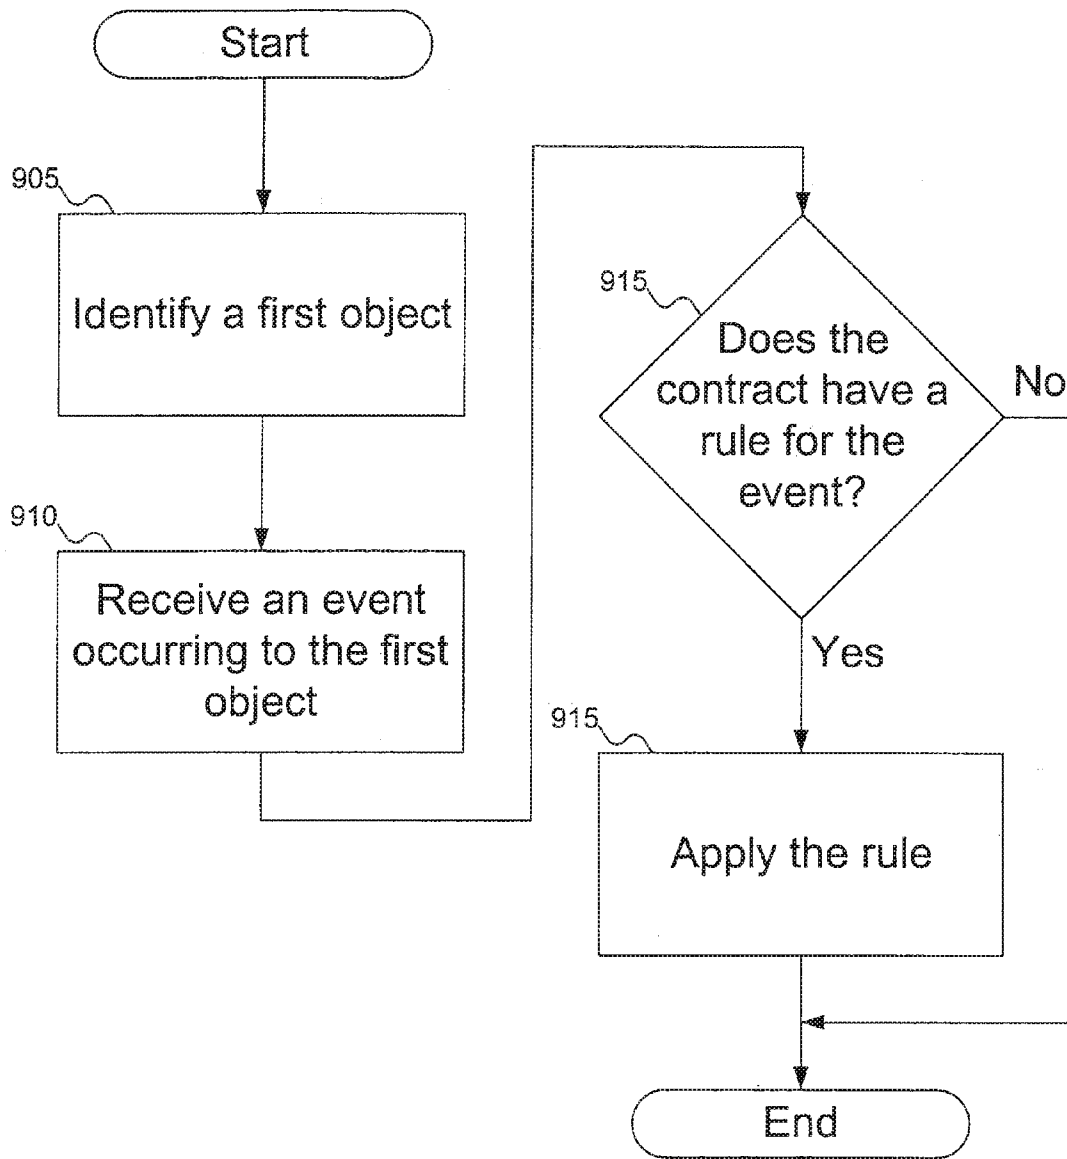 Start
905
Identify a first object
910
Receive an event
occurring to the first
object
915
Does the
contract have a
rule for the
event?
No
Yes
915
Apply the rule
End